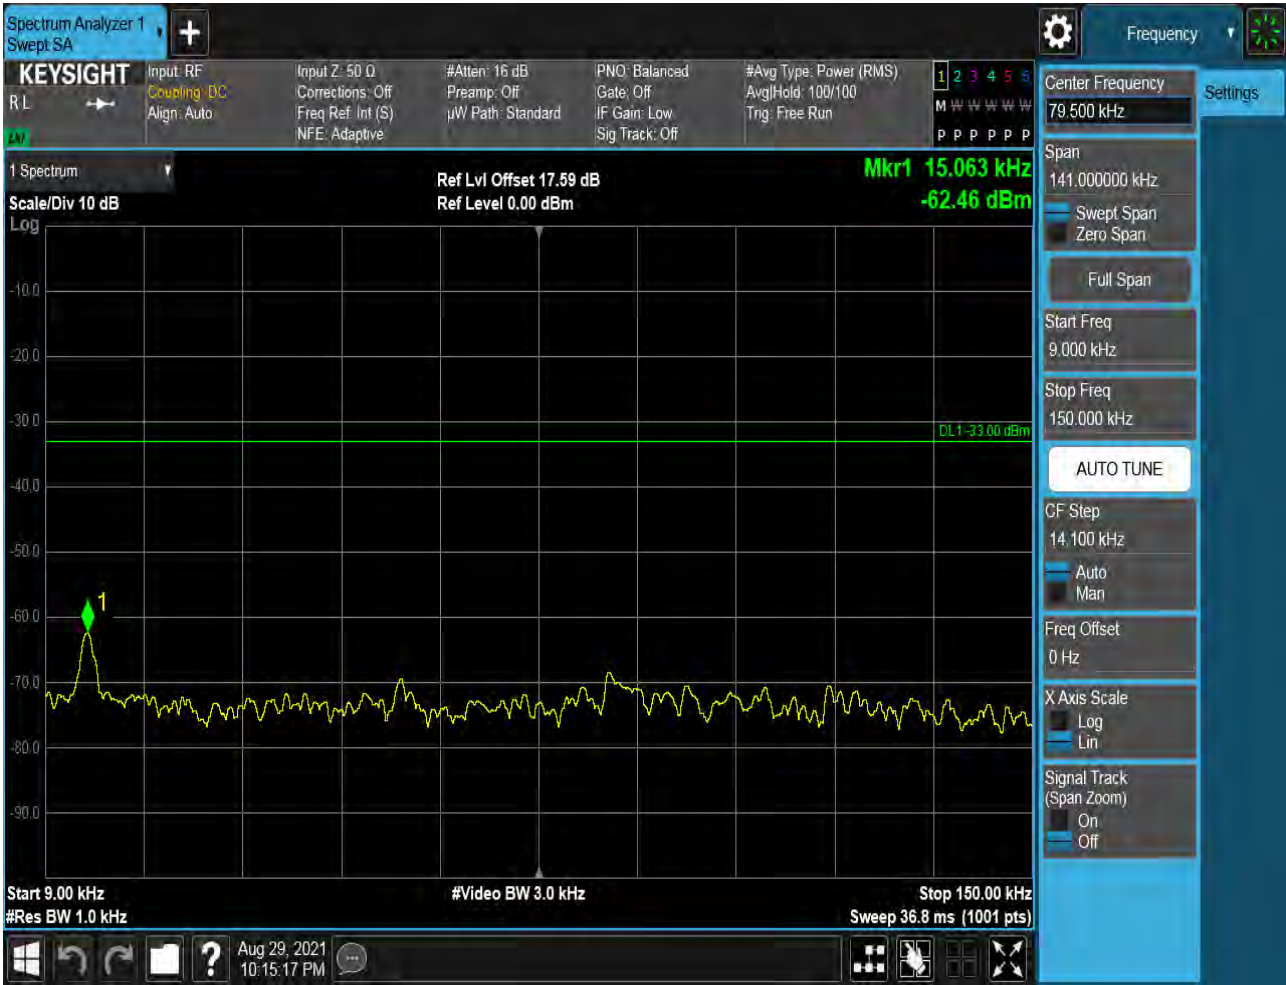 Spectrum Analyzer 1
Swept SA
+
Frequency
KEYSIGHT
R L
LXI
Input: RF
Coupling: DC
Align: Auto
Input Z: 50 Ω
Corrections: Off
Freq Ref: Int (S)
NFE: Adaptive
#Atten: 16 dB
Preamp: Off
µW Path: Standard
PNO: Balanced
Gate: Off
IF Gain: Low
Sig Track: Off
#Avg Type: Power (RMS)
Avg|Hold: 100/100
Trig: Free Run
1 2 3 4 5 6
M W W W W W
P P P P P P
1 Spectrum
Scale/Div 10 dB
Log
Ref Lvl Offset 17.59 dB
Ref Level 0.00 dBm
Mkr1 15.063 kHz
-62.46 dBm
-10.0
-20.0
-30.0
DL1 -33.00 dBm
-40.0
-50.0
1
-60.0
-70.0
-80.0
-90.0
Start 9.00 kHz
#Res BW 1.0 kHz
#Video BW 3.0 kHz
Stop 150.00 kHz
Sweep 36.8 ms (1001 pts)
?
Aug 29, 2021
10:15:17 PM
Center Frequency
79.500 kHz
Settings
Span
141.000000 kHz
Swept Span
Zero Span
Full Span
Start Freq
9.000 kHz
Stop Freq
150.000 kHz
AUTO TUNE
CF Step
14.100 kHz
Auto
Man
Freq Offset
0 Hz
X Axis Scale
Log
Lin
Signal Track
(Span Zoom)
On
Off